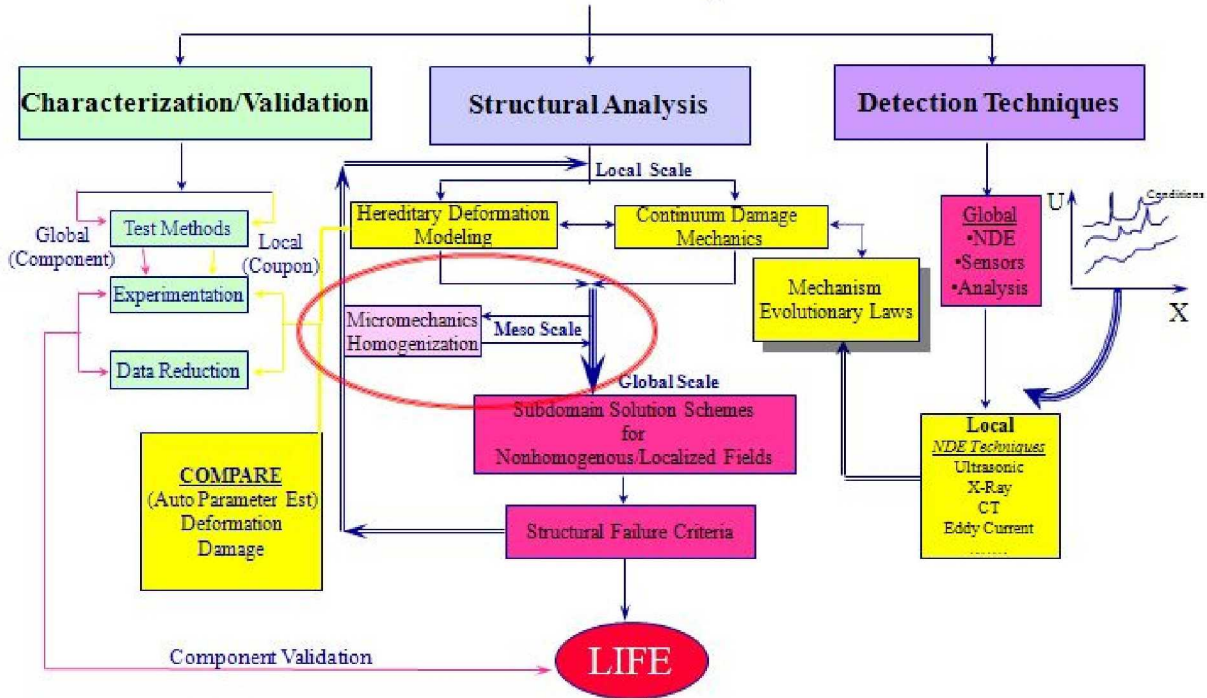 Characterization/Validation
Structural Analysis
Detection Techniques
Local Scale
Hereditary Deformation
Modeling
Continuum Damage
Mechanics
Global
(Component)
Test Methods
Local
(Coupon)
Experimentation
Data Reduction
Micromechanics
Homogenization
Meso Scale
Mechanism
Evolutionary Laws
Global
•NDE
•Sensors
•Analysis
U
Conditions
X
Global Scale
Subdomain Solution Schemes
for
Nonhomogenous/Localized Fields
COMPARE
(Auto Parameter Est)
Deformation
Damage
Structural Failure Criteria
Local
NDE Techniques
Ultrasonic
X-Ray
CT
Eddy Current
.......
Component Validation
LIFE